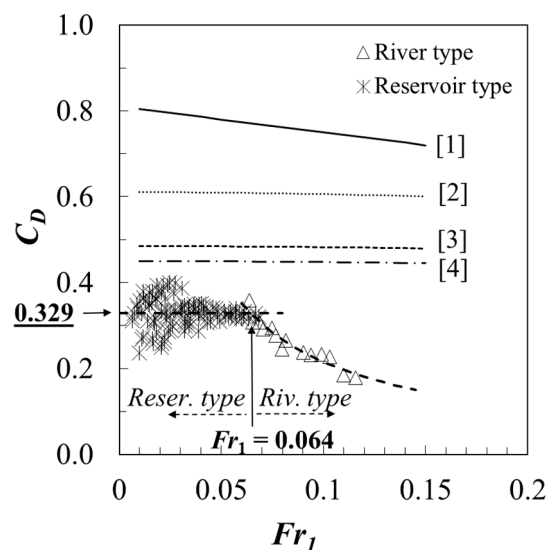 1.0
△ River type
Reservoir type
0.8
[1]
0.6
[2]
C_D
[3]
0.4
[4]
0.329
0.2
Reser. type
Riv. type
Fr₁ = 0.064
0.0
0
0.05
0.1
0.15
0.2
Fr₁